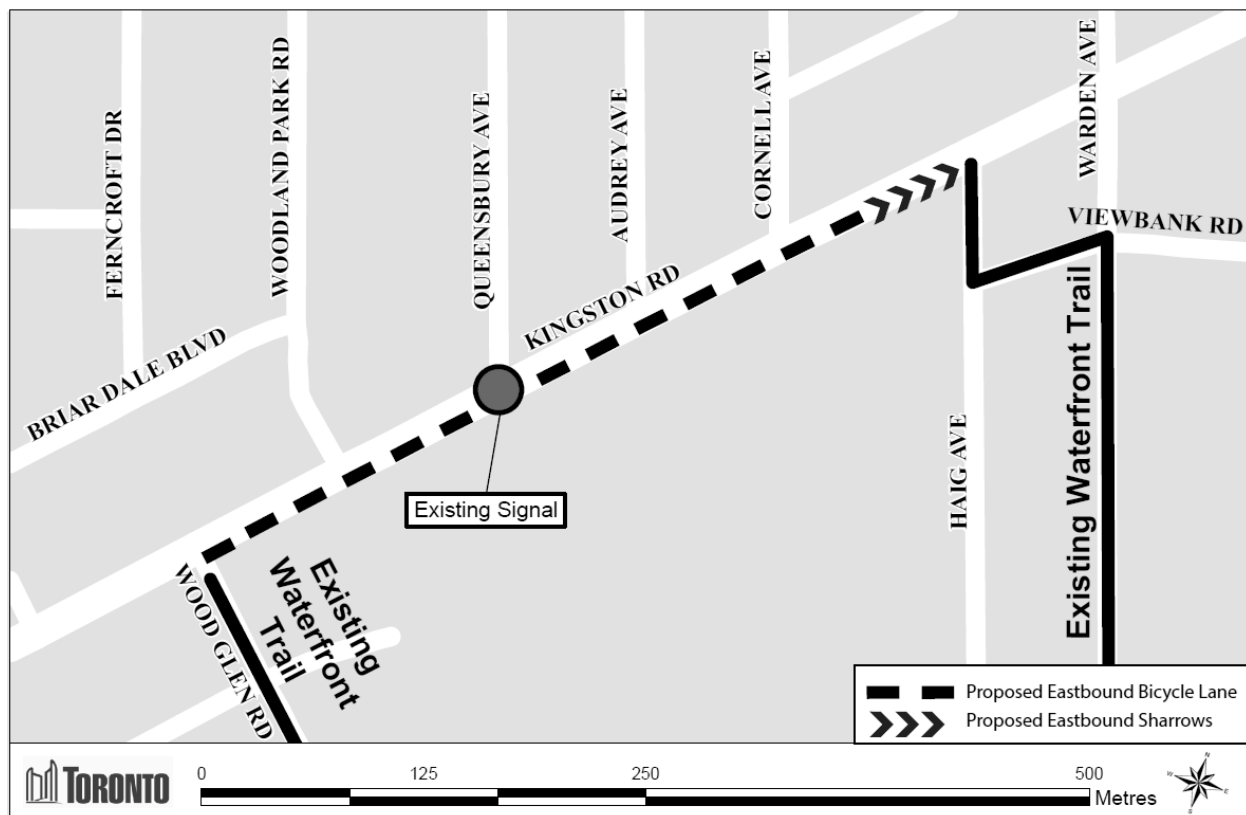 FERNCROFT DR
WOODLAND PARK RD
QUEENSBURY AVE
AUDREY AVE
CORNELL AVE
WARDEN AVE
VIEWBANK RD
KINGSTON RD
BRIAR DALE BLVD
Existing Signal
HAIG AVE
Existing Waterfront Trail
WOOD GLEN RD
Existing
Waterfront
Trail
Proposed Eastbound Bicycle Lane
Proposed Eastbound Sharrows
TORONTO
0 125 250 500
Metres
N
E
S
W